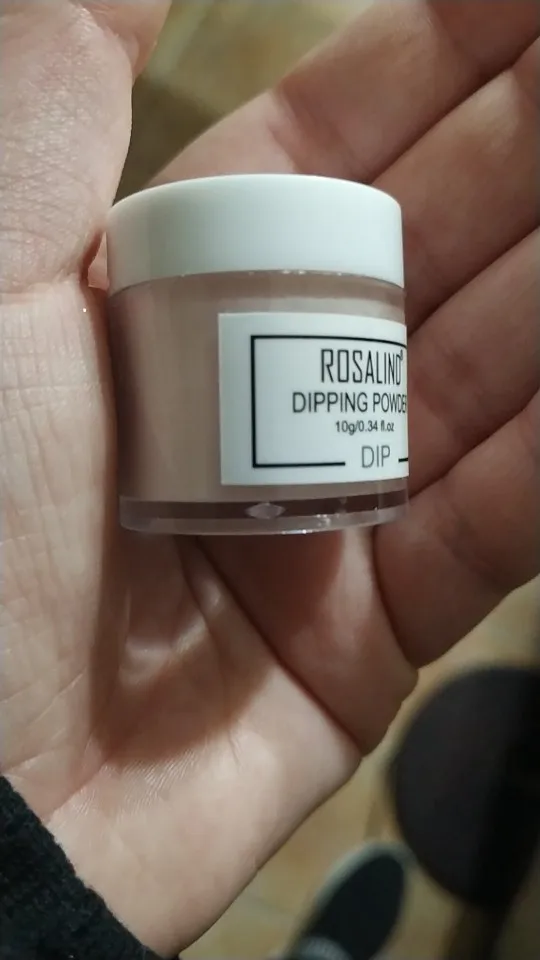 ROSALIND
DIPPING POWDER
10g/0.34 fl.oz
DIP